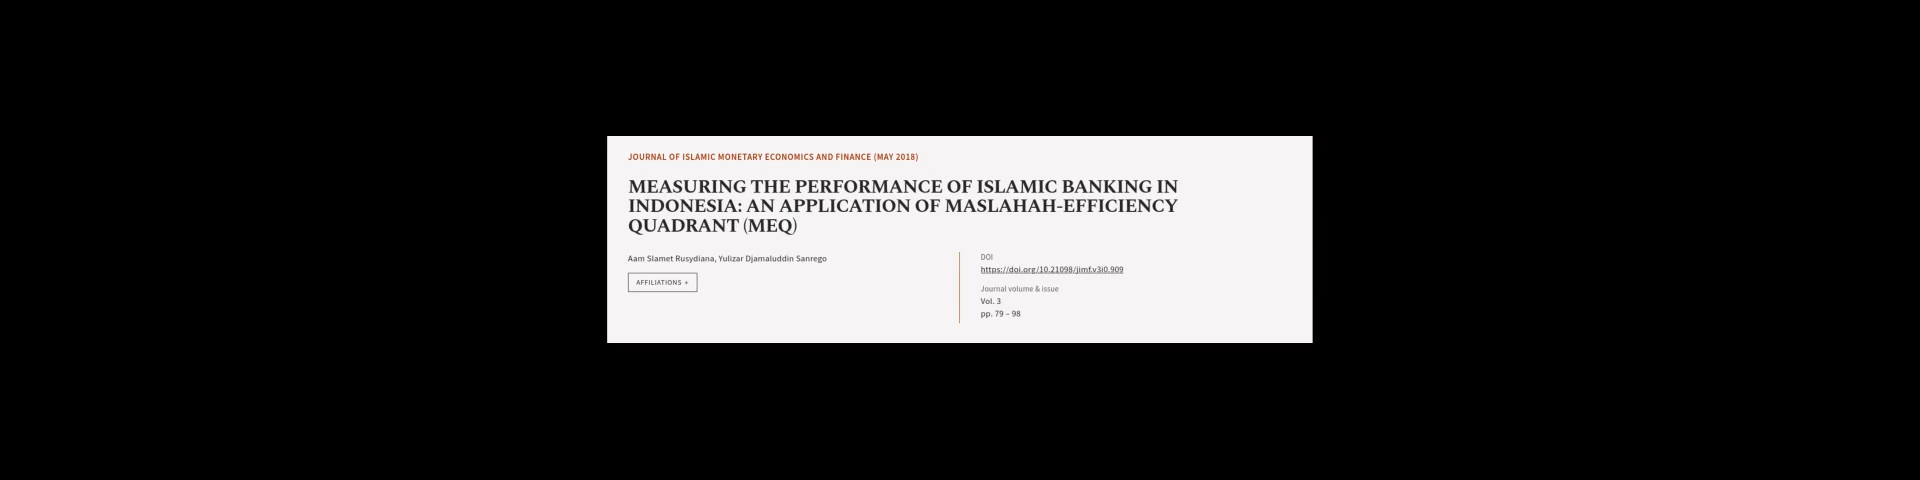 JOURNAL OF ISLAMIC MONETARY ECONOMICS AND FINANCE (MAY 2018)
MEASURING THE PERFORMANCE OF ISLAMIC BANKING IN
INDONESIA: AN APPLICATION OF MASLAHAH-EFFICIENCY
QUADRANT (MEQ)
Aam Slamet Rusydiana, Yulizar Djamaluddin Sanrego
AFFILIATIONS +
DOI
https://doi.org/10.21098/jimf.v3i0.909
Journal volume & issue
Vol. 3
pp. 79 – 98